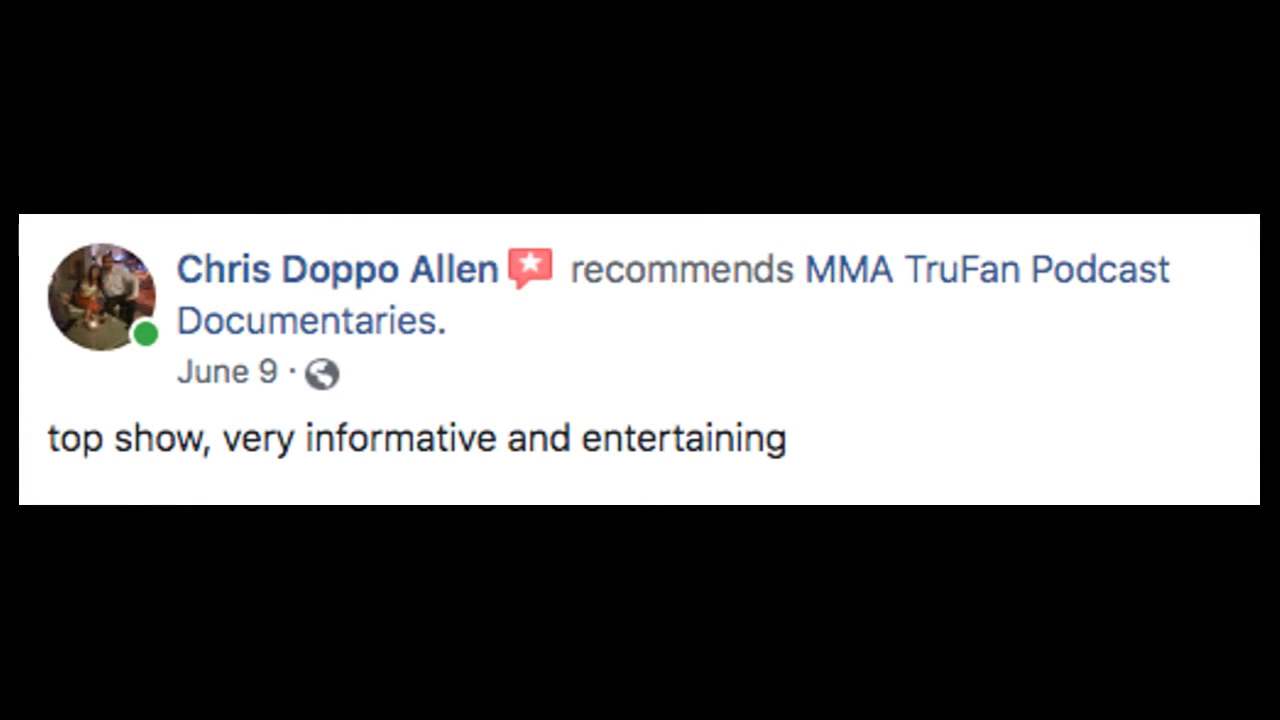 Chris Doppo Allen recommends MMA TruFan Podcast
Documentaries.
June 9 ·
top show, very informative and entertaining